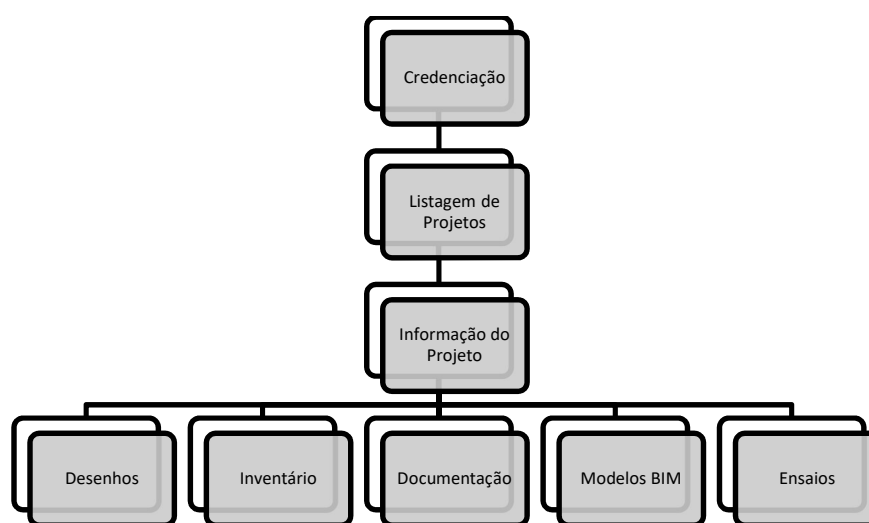 Credenciação
Listagem de
Projetos
Informação do
Projeto
Desenhos
Inventário
Documentação
Modelos BIM
Ensaios